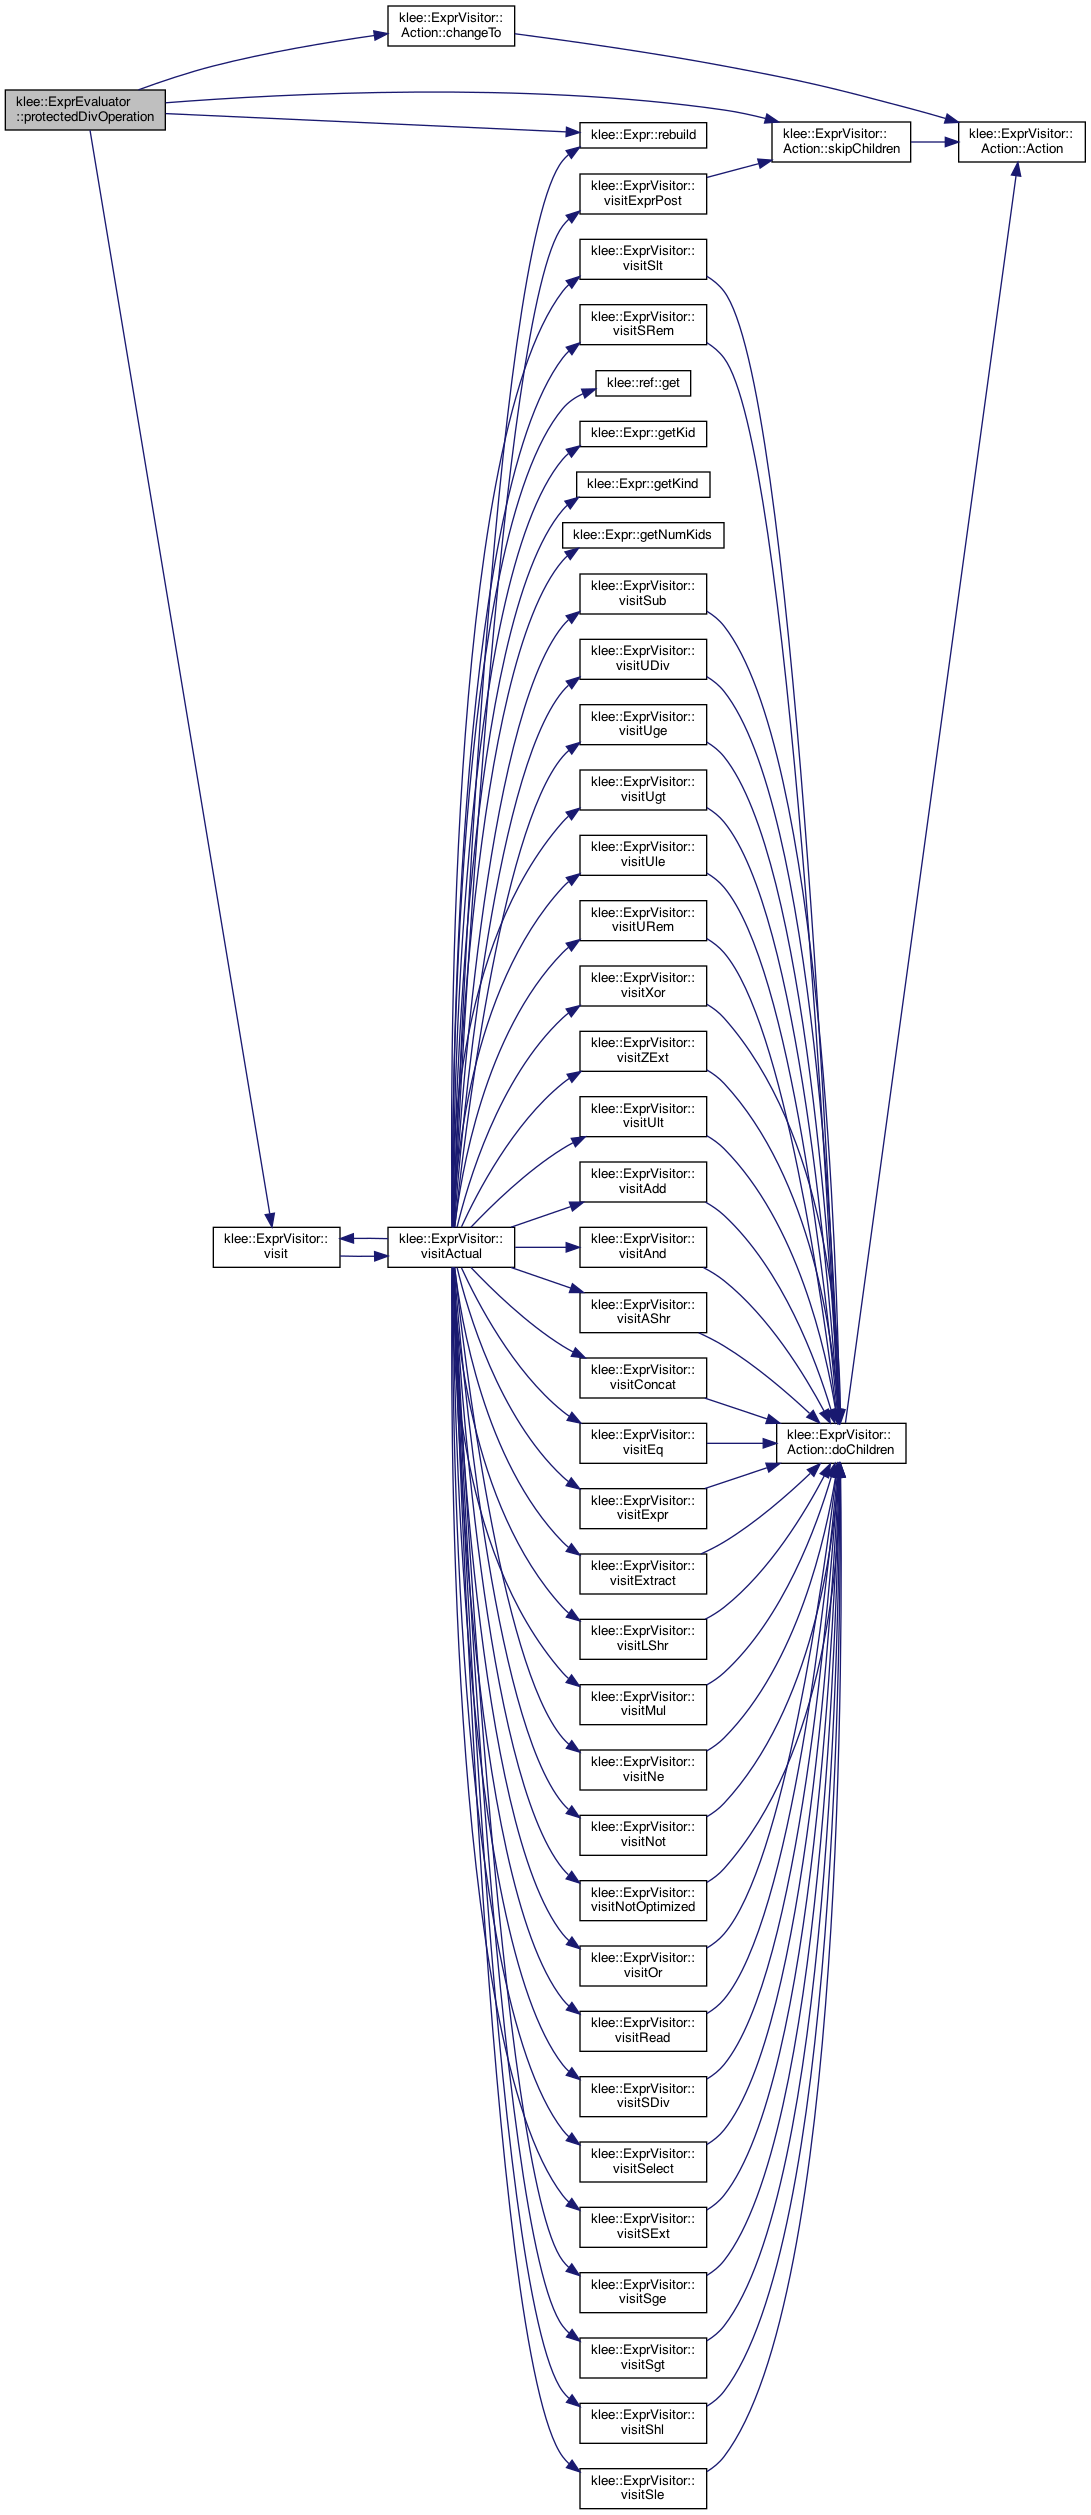 klee::ExprVisitor::
Action::changeTo
klee::ExprEvaluator
::protectedDivOperation
klee::Expr::rebuild
klee::ExprVisitor::
Action::skipChildren
klee::ExprVisitor::
Action::Action
klee::ExprVisitor::
visitExprPost
klee::ExprVisitor::
visitSlt
klee::ExprVisitor::
visitSRem
klee::ref::get
klee::Expr::getKid
klee::Expr::getKind
klee::Expr::getNumKids
klee::ExprVisitor::
visitSub
klee::ExprVisitor::
visitUDiv
klee::ExprVisitor::
visitUge
klee::ExprVisitor::
visitUgt
klee::ExprVisitor::
visitUle
klee::ExprVisitor::
visitURem
klee::ExprVisitor::
visitXor
klee::ExprVisitor::
visitZExt
klee::ExprVisitor::
visitUlt
klee::ExprVisitor::
visitAdd
klee::ExprVisitor::
visit
klee::ExprVisitor::
visitActual
klee::ExprVisitor::
visitAnd
klee::ExprVisitor::
visitAShr
klee::ExprVisitor::
visitConcat
klee::ExprVisitor::
visitEq
klee::ExprVisitor::
Action::doChildren
klee::ExprVisitor::
visitExpr
klee::ExprVisitor::
visitExtract
klee::ExprVisitor::
visitLShr
klee::ExprVisitor::
visitMul
klee::ExprVisitor::
visitNe
klee::ExprVisitor::
visitNot
klee::ExprVisitor::
visitNotOptimized
klee::ExprVisitor::
visitOr
klee::ExprVisitor::
visitRead
klee::ExprVisitor::
visitSDiv
klee::ExprVisitor::
visitSelect
klee::ExprVisitor::
visitSExt
klee::ExprVisitor::
visitSge
klee::ExprVisitor::
visitSgt
klee::ExprVisitor::
visitShl
klee::ExprVisitor::
visitSle